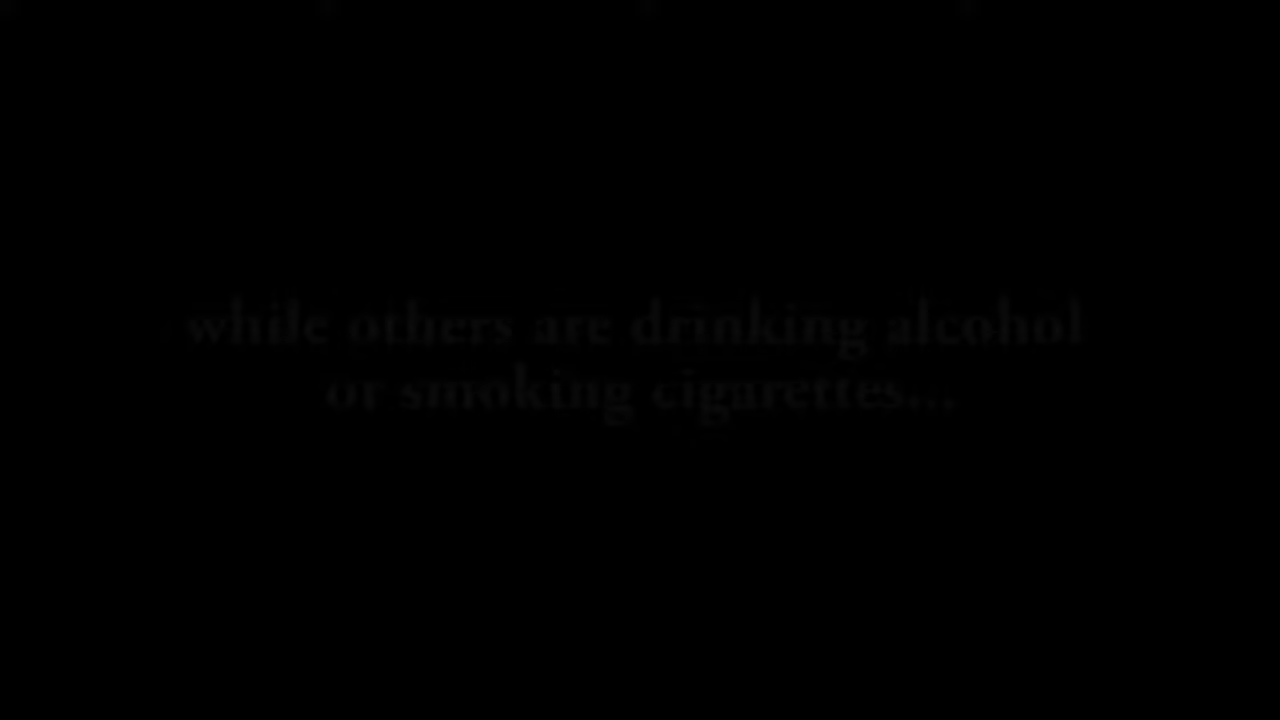 while others are drinking alcohol
or smoking cigarettes...